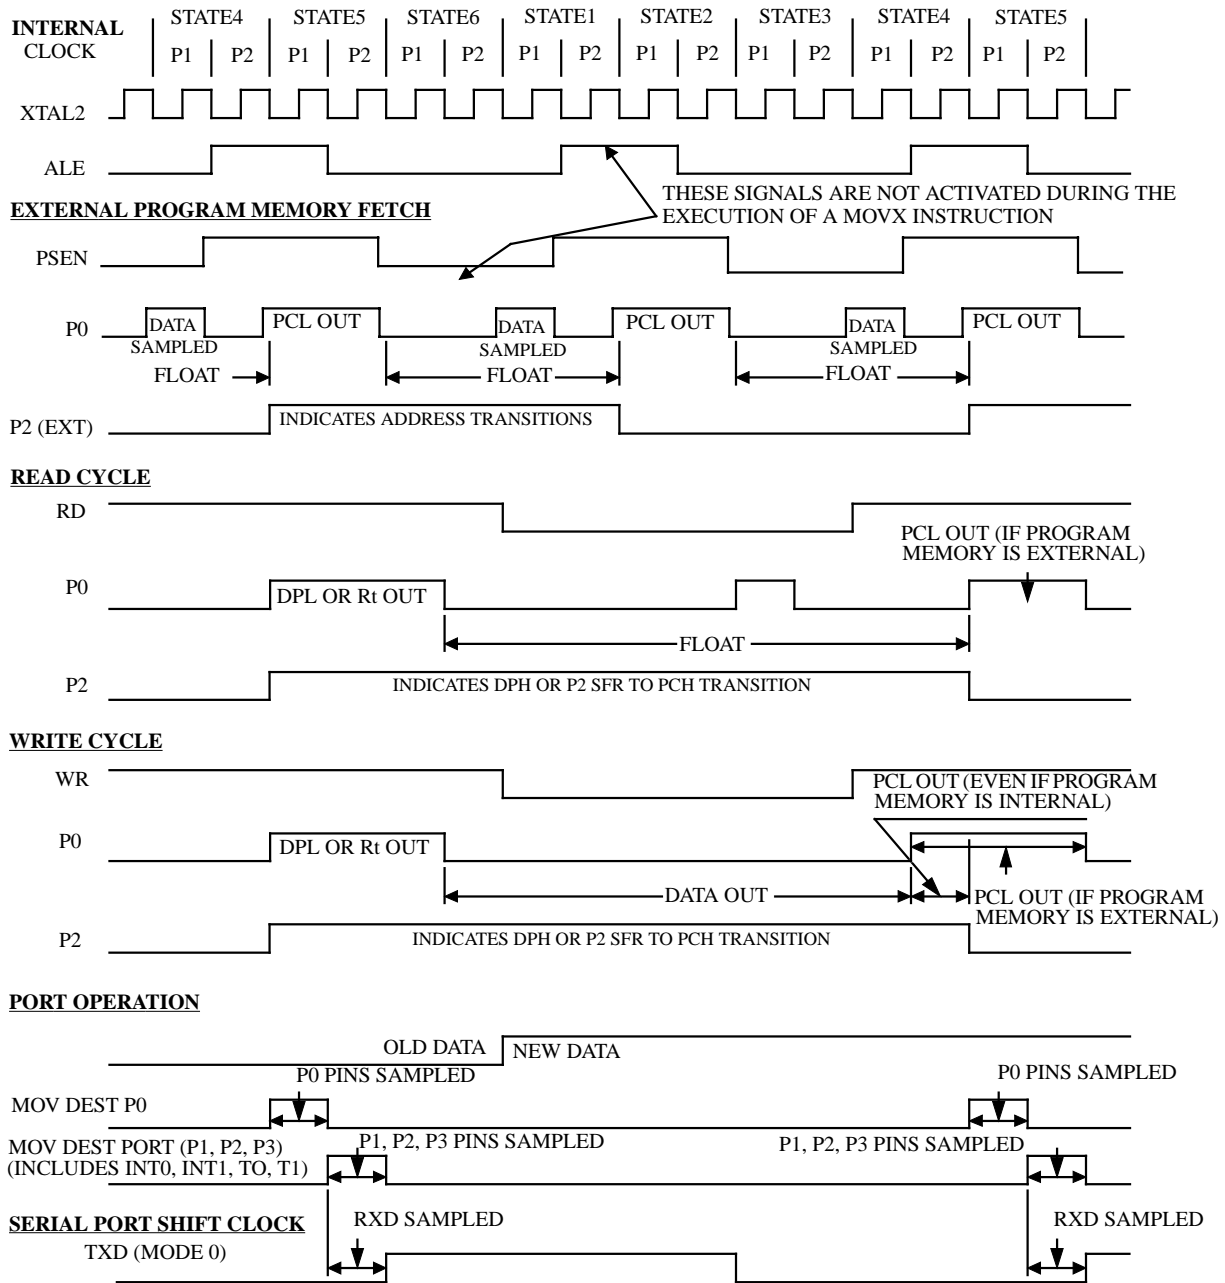 INTERNAL CLOCK
STATE4 STATE5 STATE6 STATE1 STATE2 STATE3 STATE4 STATE5
P1 P2 P1 P2 P1 P2 P1 P2 P1 P2 P1 P2 P1 P2 P1 P2
XTAL2
ALE
THESE SIGNALS ARE NOT ACTIVATED DURING THE
EXECUTION OF A MOVX INSTRUCTION
EXTERNAL PROGRAM MEMORY FETCH
PSEN
P0
DATA SAMPLED
PCL OUT
DATA SAMPLED
PCL OUT
DATA SAMPLED
PCL OUT
FLOAT FLOAT FLOAT
P2 (EXT)
INDICATES ADDRESS TRANSITIONS
READ CYCLE
RD
PCL OUT (IF PROGRAM
MEMORY IS EXTERNAL)
P0
DPL OR Rt OUT
FLOAT
P2
INDICATES DPH OR P2 SFR TO PCH TRANSITION
WRITE CYCLE
WR
PCL OUT (EVEN IF PROGRAM
MEMORY IS INTERNAL)
P0
DPL OR Rt OUT
DATA OUT
PCL OUT (IF PROGRAM
MEMORY IS EXTERNAL)
P2
INDICATES DPH OR P2 SFR TO PCH TRANSITION
PORT OPERATION
OLD DATA NEW DATA
P0 PINS SAMPLED P0 PINS SAMPLED
MOV DEST P0
MOV DEST PORT (P1, P2, P3)
(INCLUDES INT0, INT1, TO, T1)
P1, P2, P3 PINS SAMPLED P1, P2, P3 PINS SAMPLED
SERIAL PORT SHIFT CLOCK
RXD SAMPLED RXD SAMPLED
TXD (MODE 0)